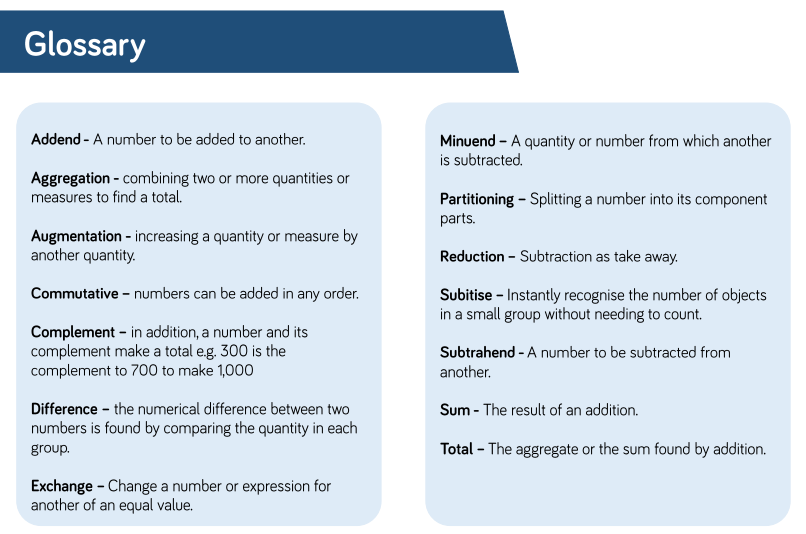 Glossary
Addend - A number to be added to another.
Aggregation - combining two or more quantities or
measures to find a total.
Augmentation - increasing a quantity or measure by
another quantity.
Commutative – numbers can be added in any order.
Complement – in addition, a number and its
complement make a total e.g. 300 is the
complement to 700 to make 1,000
Difference – the numerical difference between two
numbers is found by comparing the quantity in each
group.
Exchange – Change a number or expression for
another of an equal value.
Minuend – A quantity or number from which another
is subtracted.
Partitioning – Splitting a number into its component
parts.
Reduction – Subtraction as take away.
Subitise – Instantly recognise the number of objects
in a small group without needing to count.
Subtrahend - A number to be subtracted from
another.
Sum - The result of an addition.
Total – The aggregate or the sum found by addition.